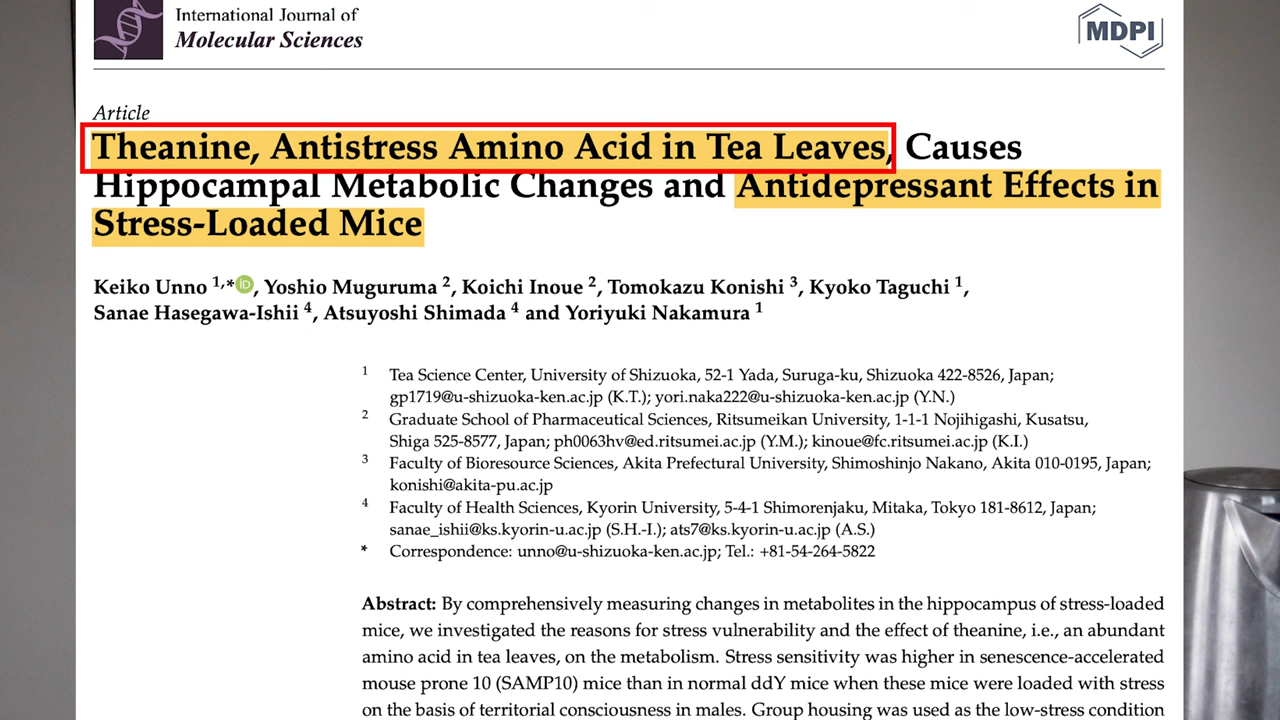 International Journal of
Molecular Sciences
MDPI
Article
Theanine, Antistress Amino Acid in Tea Leaves, Causes
Hippocampal Metabolic Changes and Antidepressant Effects in
Stress-Loaded Mice
Keiko Unno 1,* iD, Yoshio Muguruma 2, Koichi Inoue 2, Tomokazu Konishi 3, Kyoko Taguchi 1,
Sanae Hasegawa-Ishii 4, Atsuyoshi Shimada 4 and Yoriyuki Nakamura 1
1 Tea Science Center, University of Shizuoka, 52-1 Yada, Suruga-ku, Shizuoka 422-8526, Japan;
gp1719@u-shizuoka-ken.ac.jp (K.T.); yori.naka222@u-shizuoka-ken.ac.jp (Y.N.)
2 Graduate School of Pharmaceutical Sciences, Ritsumeikan University, 1-1-1 Nojihigashi, Kusatsu,
Shiga 525-8577, Japan; ph0063hv@ed.ritsumei.ac.jp (Y.M.); kinoue@fc.ritsumei.ac.jp (K.I.)
3 Faculty of Bioresource Sciences, Akita Prefectural University, Shimoshinjo Nakano, Akita 010-0195, Japan;
konishi@akita-pu.ac.jp
4 Faculty of Health Sciences, Kyorin University, 5-4-1 Shimorenjaku, Mitaka, Tokyo 181-8612, Japan;
sanae_ishii@ks.kyorin-u.ac.jp (S.H.-I.); ats7@ks.kyorin-u.ac.jp (A.S.)
* Correspondence: unno@u-shizuoka-ken.ac.jp; Tel.: +81-54-264-5822
Abstract: By comprehensively measuring changes in metabolites in the hippocampus of stress-loaded
mice, we investigated the reasons for stress vulnerability and the effect of theanine, i.e., an abundant
amino acid in tea leaves, on the metabolism. Stress sensitivity was higher in senescence-accelerated
mouse prone 10 (SAMP10) mice than in normal ddY mice when these mice were loaded with stress
on the basis of territorial consciousness in males. Group housing was used as the low-stress condition